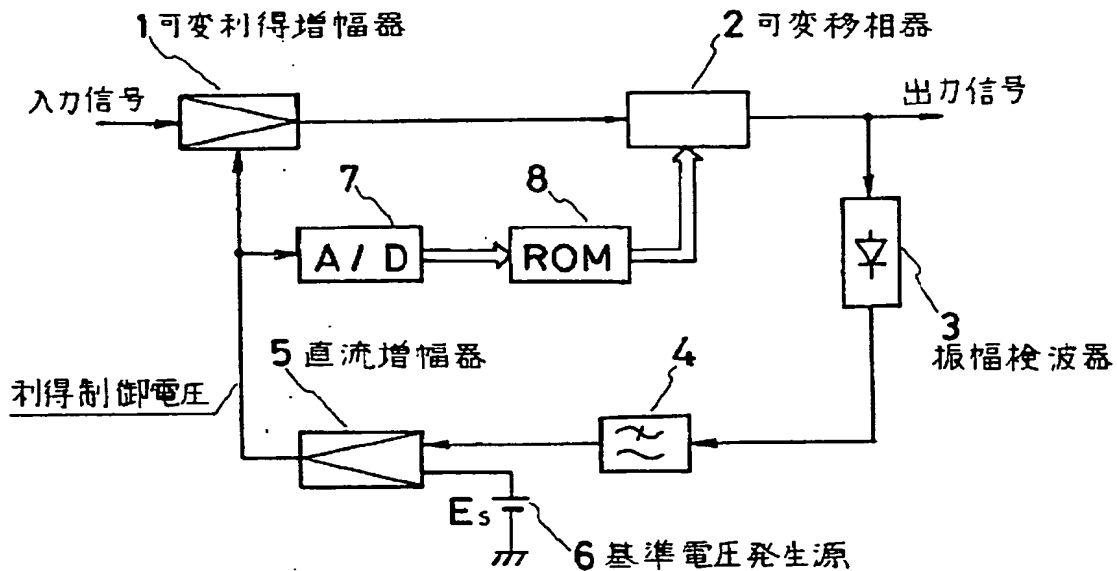 1 可変利得増幅器
2 可変移相器
入力信号
出力信号
7
8
A/D
ROM
3
振幅検波器
5 直流増幅器
4
利得制御電圧
Es
6 基準電圧発生源